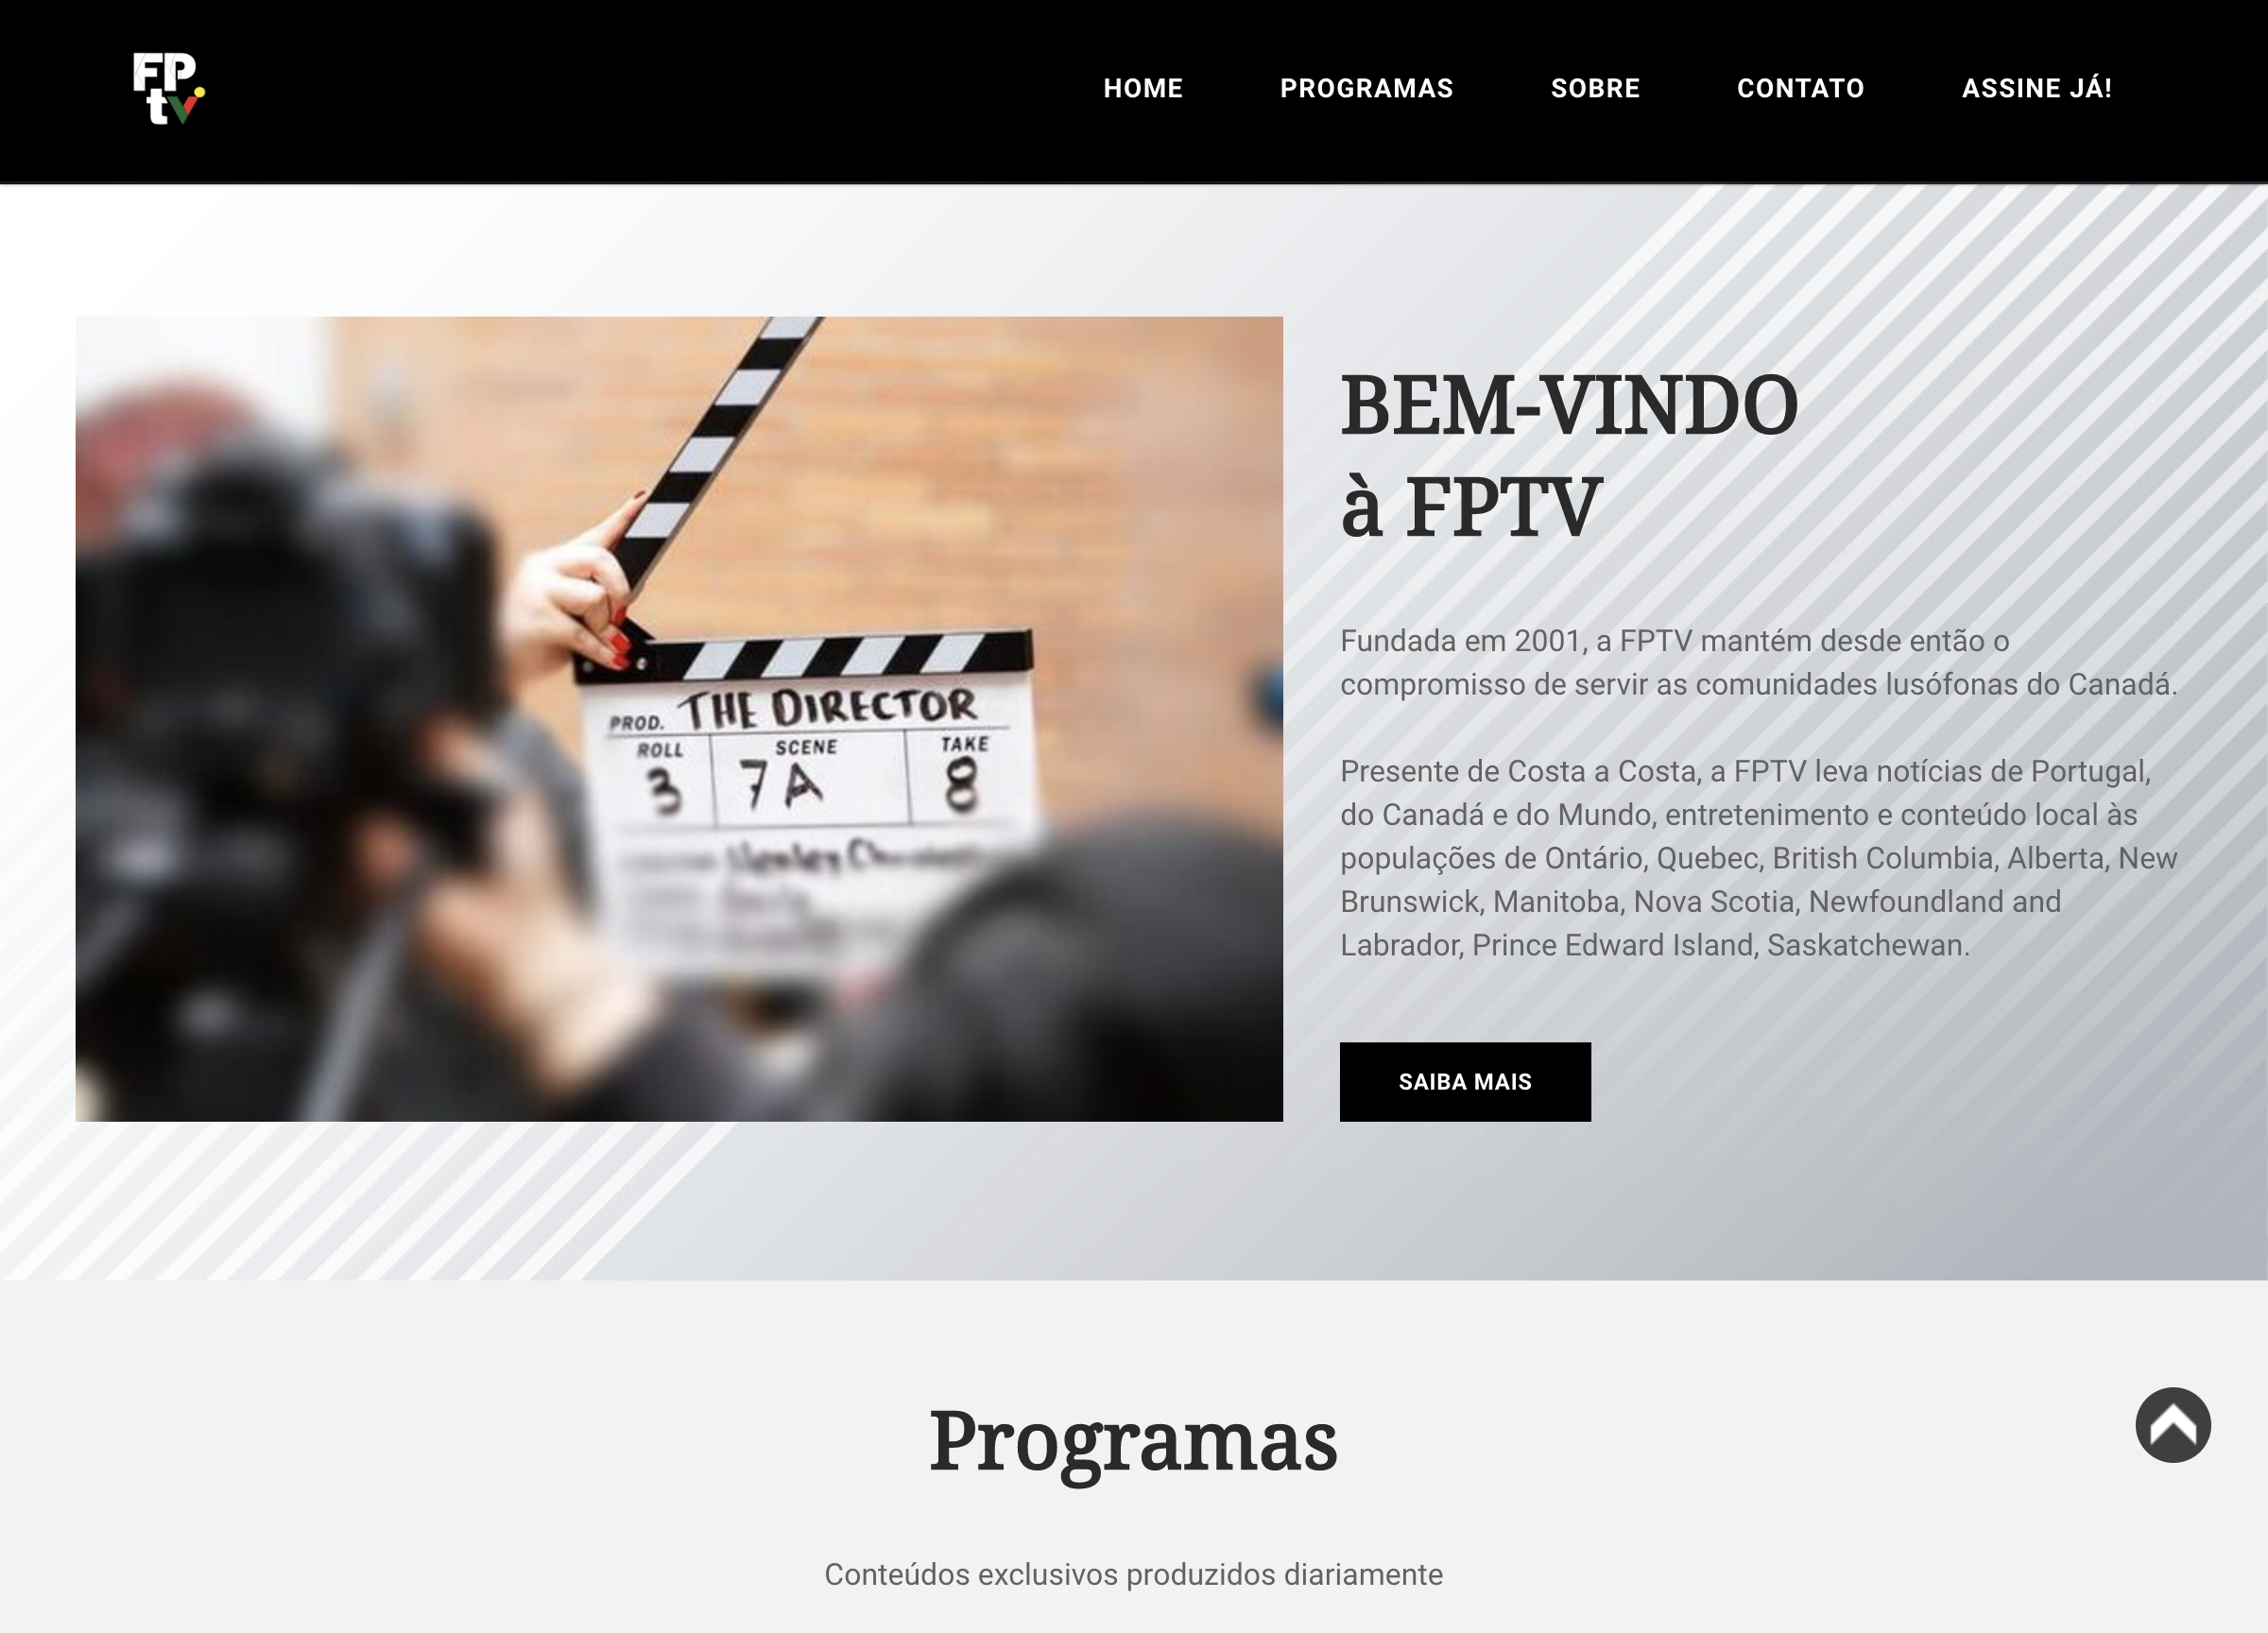 FP
tv
HOME
PROGRAMAS
SOBRE
CONTATO
ASSINE JÁ!
PROD. THE DIRECTOR
ROLL
SCENE
TAKE
3
7A
8
BEM-VINDO
à FPTV
Fundada em 2001, a FPTV mantém desde então o
compromisso de servir as comunidades lusófonas do Canadá.
Presente de Costa a Costa, a FPTV leva notícias de Portugal,
do Canadá e do Mundo, entretenimento e conteúdo local às
populações de Ontário, Quebec, British Columbia, Alberta, New
Brunswick, Manitoba, Nova Scotia, Newfoundland and
Labrador, Prince Edward Island, Saskatchewan.
SAIBA MAIS
Programas
Conteúdos exclusivos produzidos diariamente